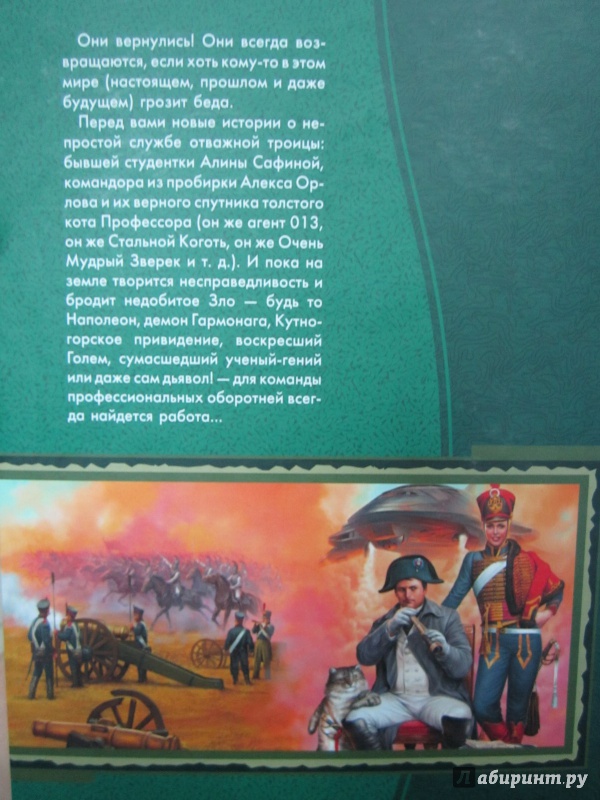 Они вернулись! Они всегда воз-
вращаются, если хоть кому-то в этом
мире (настоящем, прошлом и даже
будущем) грозит беда.
Перед вами новые истории о не-
простой службе отважной троицы:
бывшей студентки Алины Сафиной,
командора из пробирки Алекса Ор-
лова и их верного спутника толстого
кота Профессора (он же агент 013,
он же Стальной Коготь, он же Очень
Мудрый Зверек и т. д.). И пока на
земле творится несправедливость и
бродит недобитое Зло — будь то
Наполеон, демон Гармонага, Кутно-
горское привидение, воскресший
Голем, сумасшедший ученый-гений
или даже сам дьявол! — для команды
профессиональных оборотней всег-
да найдется работа...
Лабиринт.ру